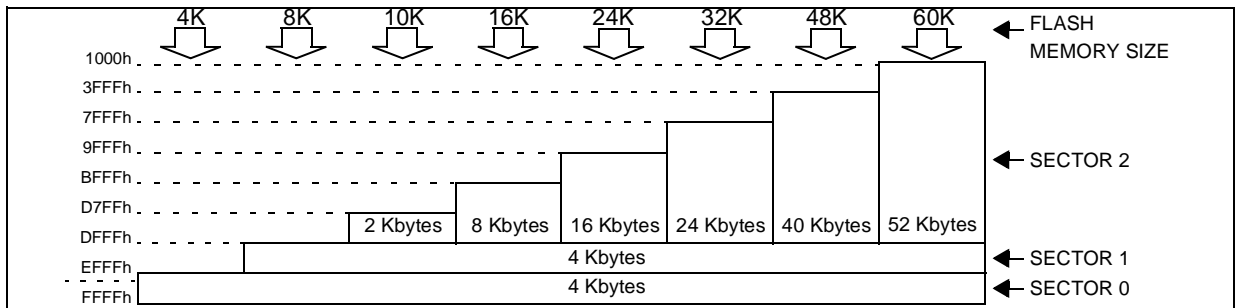 4K 8K 10K 16K 24K 32K 48K 60K
FLASH
MEMORY SIZE
1000h
3FFFh
7FFFh
9FFFh
SECTOR 2
BFFFh
D7FFh
2 Kbytes 8 Kbytes 16 Kbytes 24 Kbytes 40 Kbytes 52 Kbytes
DFFFh
4 Kbytes
SECTOR 1
EFFFh
4 Kbytes
SECTOR 0
FFFFh